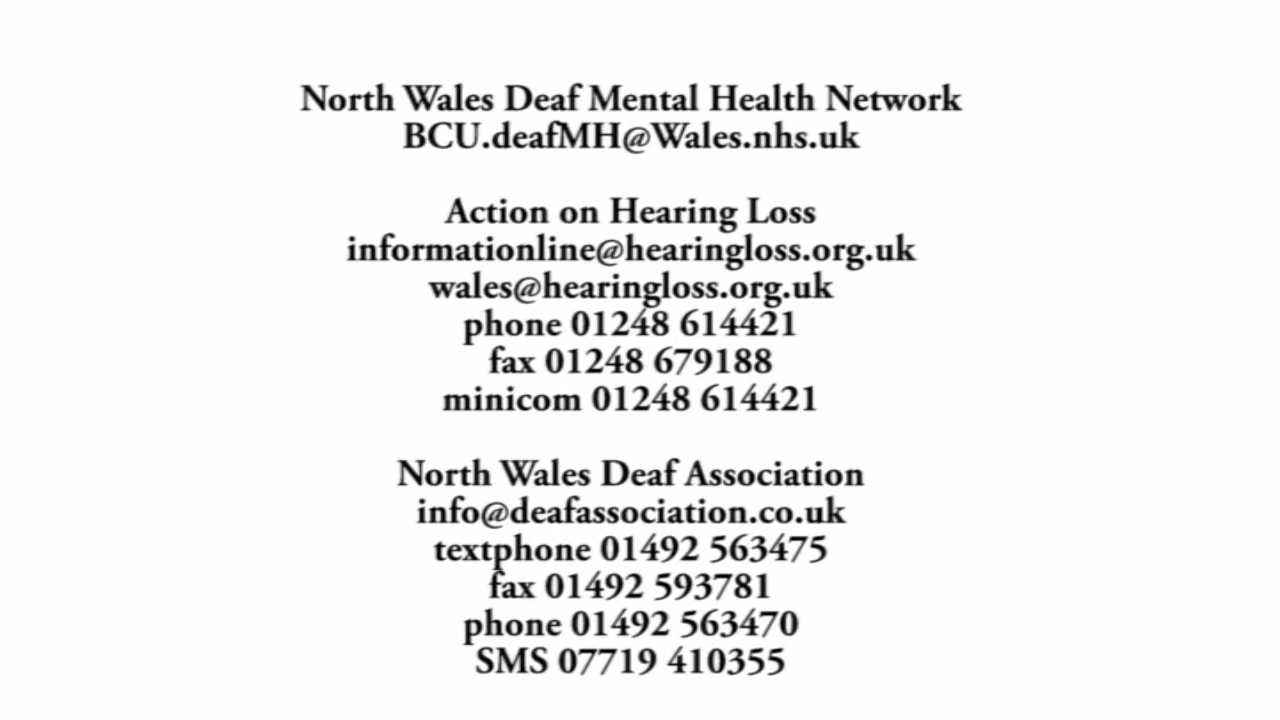 North Wales Deaf Mental Health Network
BCU.deafMH@Wales.nhs.uk
Action on Hearing Loss
informationline@hearingloss.org.uk
wales@hearingloss.org.uk
phone 01248 614421
fax 01248 679188
minicom 01248 614421
North Wales Deaf Association
info@deafassociation.co.uk
textphone 01492 563475
fax 01492 593781
phone 01492 563470
SMS 07719 410355